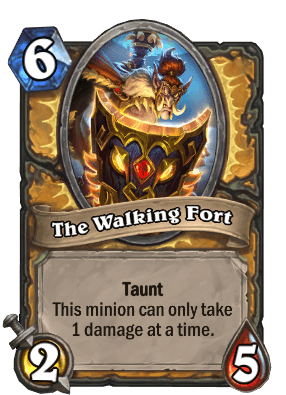 6
The Walking Fort
Taunt
This minion can only take
1 damage at a time.
2
5